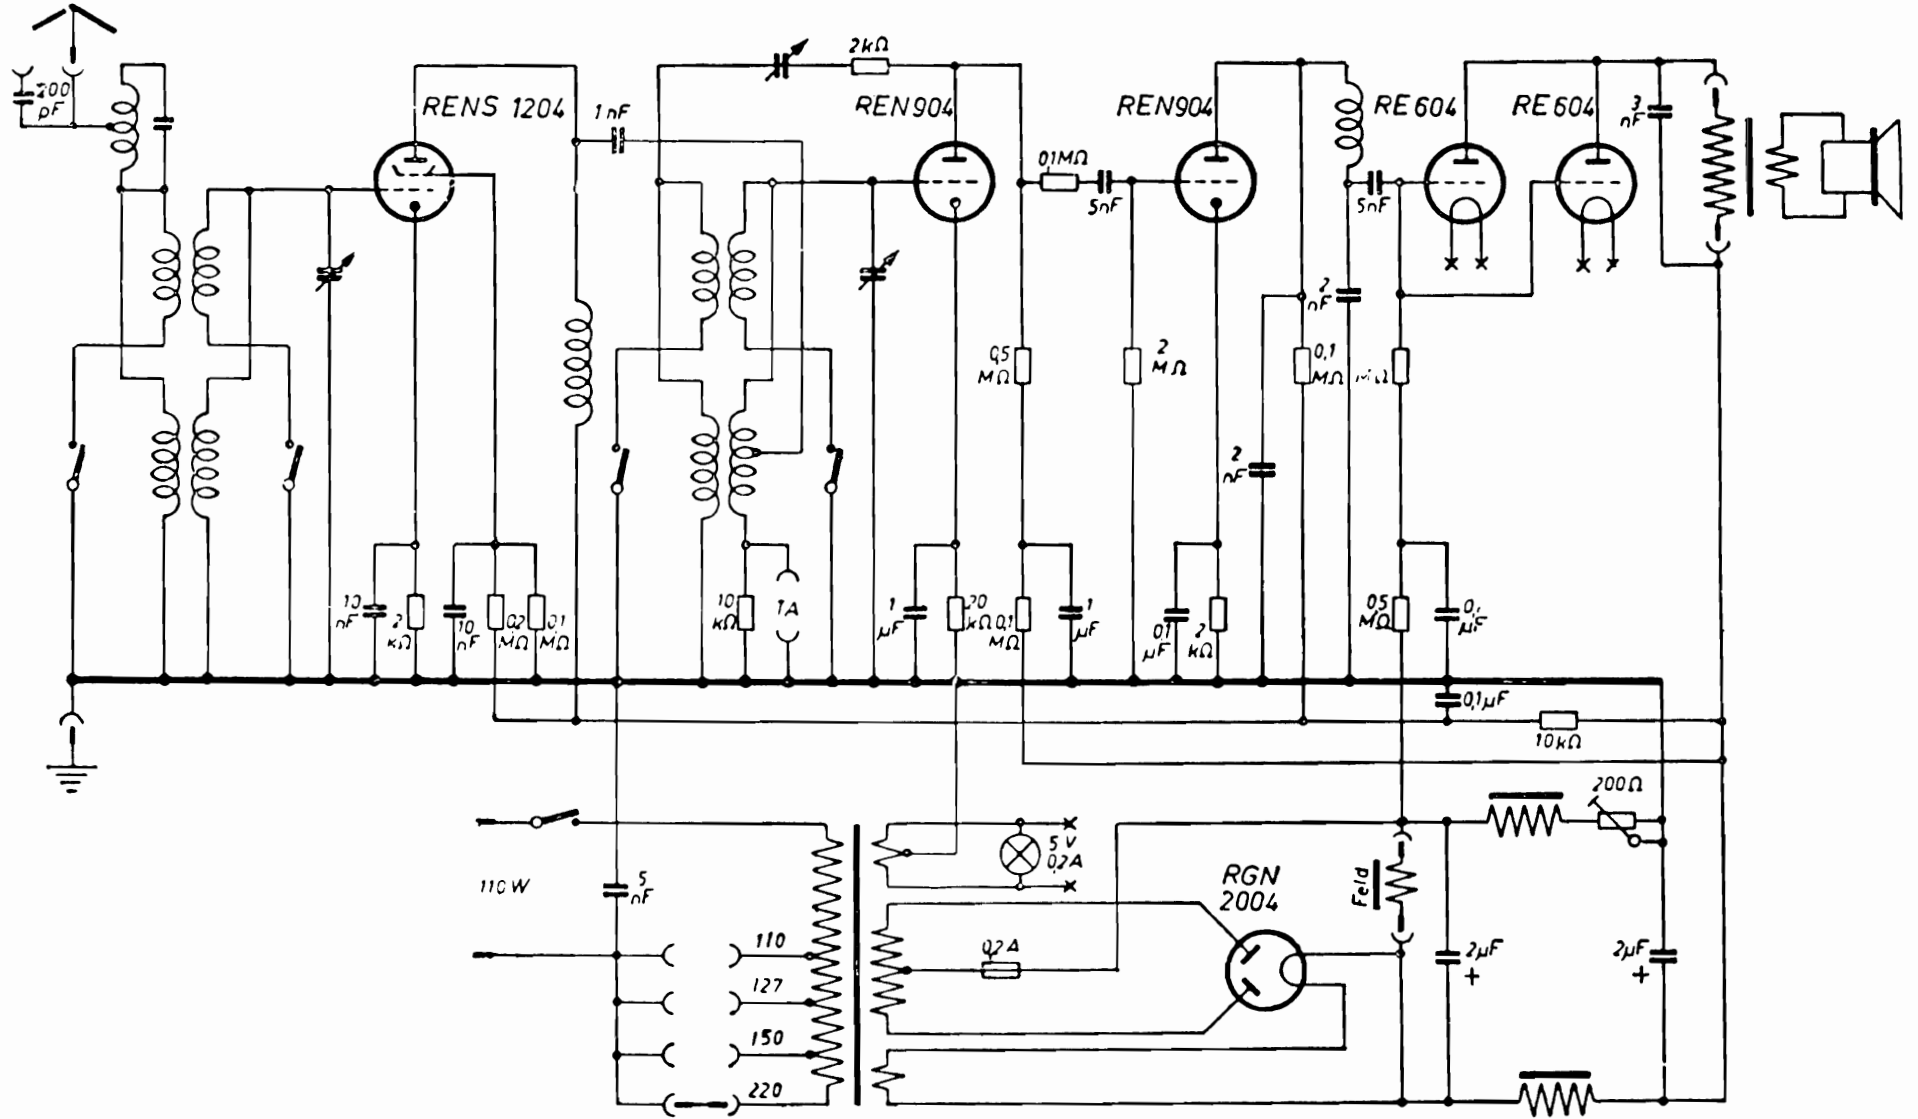 200
pF
RENS 1204
1nF
2kΩ
REN904
REN904
RE604
RE604
3
nF
0,1MΩ
5nF
5nF
2
nF
0,5
MΩ
2
MΩ
0,1
MΩ
MΩ
2
nF
10
nF
2
kΩ
10
nF
0,2
MΩ
0,1
MΩ
10
kΩ
1A
1
µF
20
kΩ
0,1
MΩ
1
µF
0,1
µF
2
kΩ
0,5
MΩ
µF
0,1µF
10kΩ
200Ω
110W
5
nF
5V
0,2A
RGN
2004
Feld
0,2A
2µF
+
2µF
+
110
127
150
220